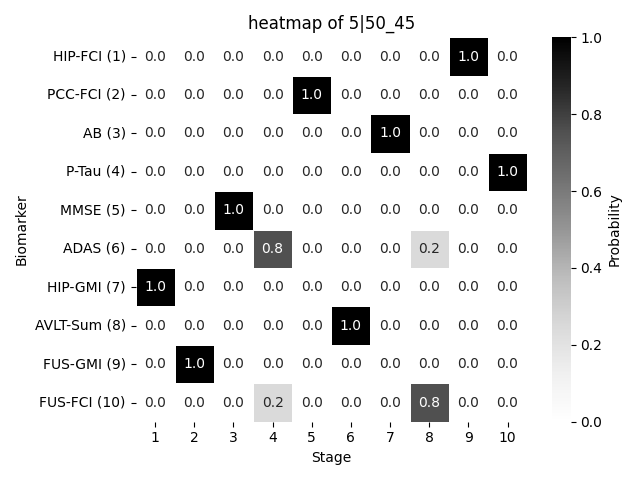 heatmap of 5|50_45
HIP-FCI (1) 0.0 0.0 0.0 0.0 0.0 0.0 0.0 0.0 1.0 0.0
PCC-FCI (2) 0.0 0.0 0.0 0.0 1.0 0.0 0.0 0.0 0.0 0.0
AB (3) 0.0 0.0 0.0 0.0 0.0 0.0 1.0 0.0 0.0 0.0
P-Tau (4) 0.0 0.0 0.0 0.0 0.0 0.0 0.0 0.0 0.0 1.0
MMSE (5) 0.0 0.0 1.0 0.0 0.0 0.0 0.0 0.0 0.0 0.0
ADAS (6) 0.0 0.0 0.0 0.8 0.0 0.0 0.0 0.2 0.0 0.0
HIP-GMI (7) 1.0 0.0 0.0 0.0 0.0 0.0 0.0 0.0 0.0 0.0
AVLT-Sum (8) 0.0 0.0 0.0 0.0 0.0 1.0 0.0 0.0 0.0 0.0
FUS-GMI (9) 0.0 1.0 0.0 0.0 0.0 0.0 0.0 0.0 0.0 0.0
FUS-FCI (10) 0.0 0.0 0.0 0.2 0.0 0.0 0.0 0.8 0.0 0.0
1 2 3 4 5 6 7 8 9 10
Stage
Biomarker
1.0
0.8
0.6
0.4
0.2
0.0
Probability